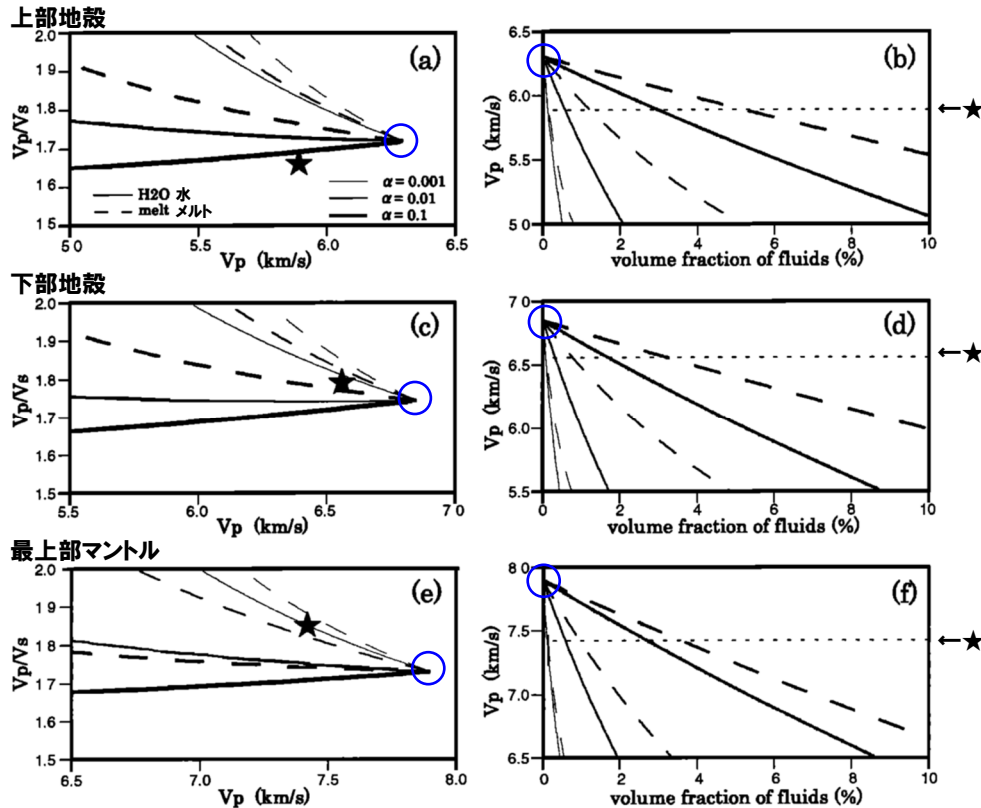 上部地殻
2.0
1.9
1.8
1.7
1.6
1.5
Vp/Vs
(a)
H2O 水
melt メルト
α = 0.001
α = 0.01
α = 0.1
5.0
5.5
6.0
6.5
Vp (km/s)
6.5
6.0
5.5
5.0
Vp (km/s)
(b)
←★
0
2
4
6
8
10
volume fraction of fluids (%)
下部地殻
2.0
1.9
1.8
1.7
1.6
1.5
Vp/Vs
(c)
5.5
6.0
6.5
7.0
Vp (km/s)
7.0
6.5
6.0
5.5
Vp (km/s)
(d)
←★
0
2
4
6
8
10
volume fraction of fluids (%)
最上部マントル
2.0
1.9
1.8
1.7
1.6
1.5
Vp/Vs
(e)
6.5
7.0
7.5
8.0
Vp (km/s)
8.0
7.5
7.0
6.5
Vp (km/s)
(f)
←★
0
2
4
6
8
10
volume fraction of fluids (%)